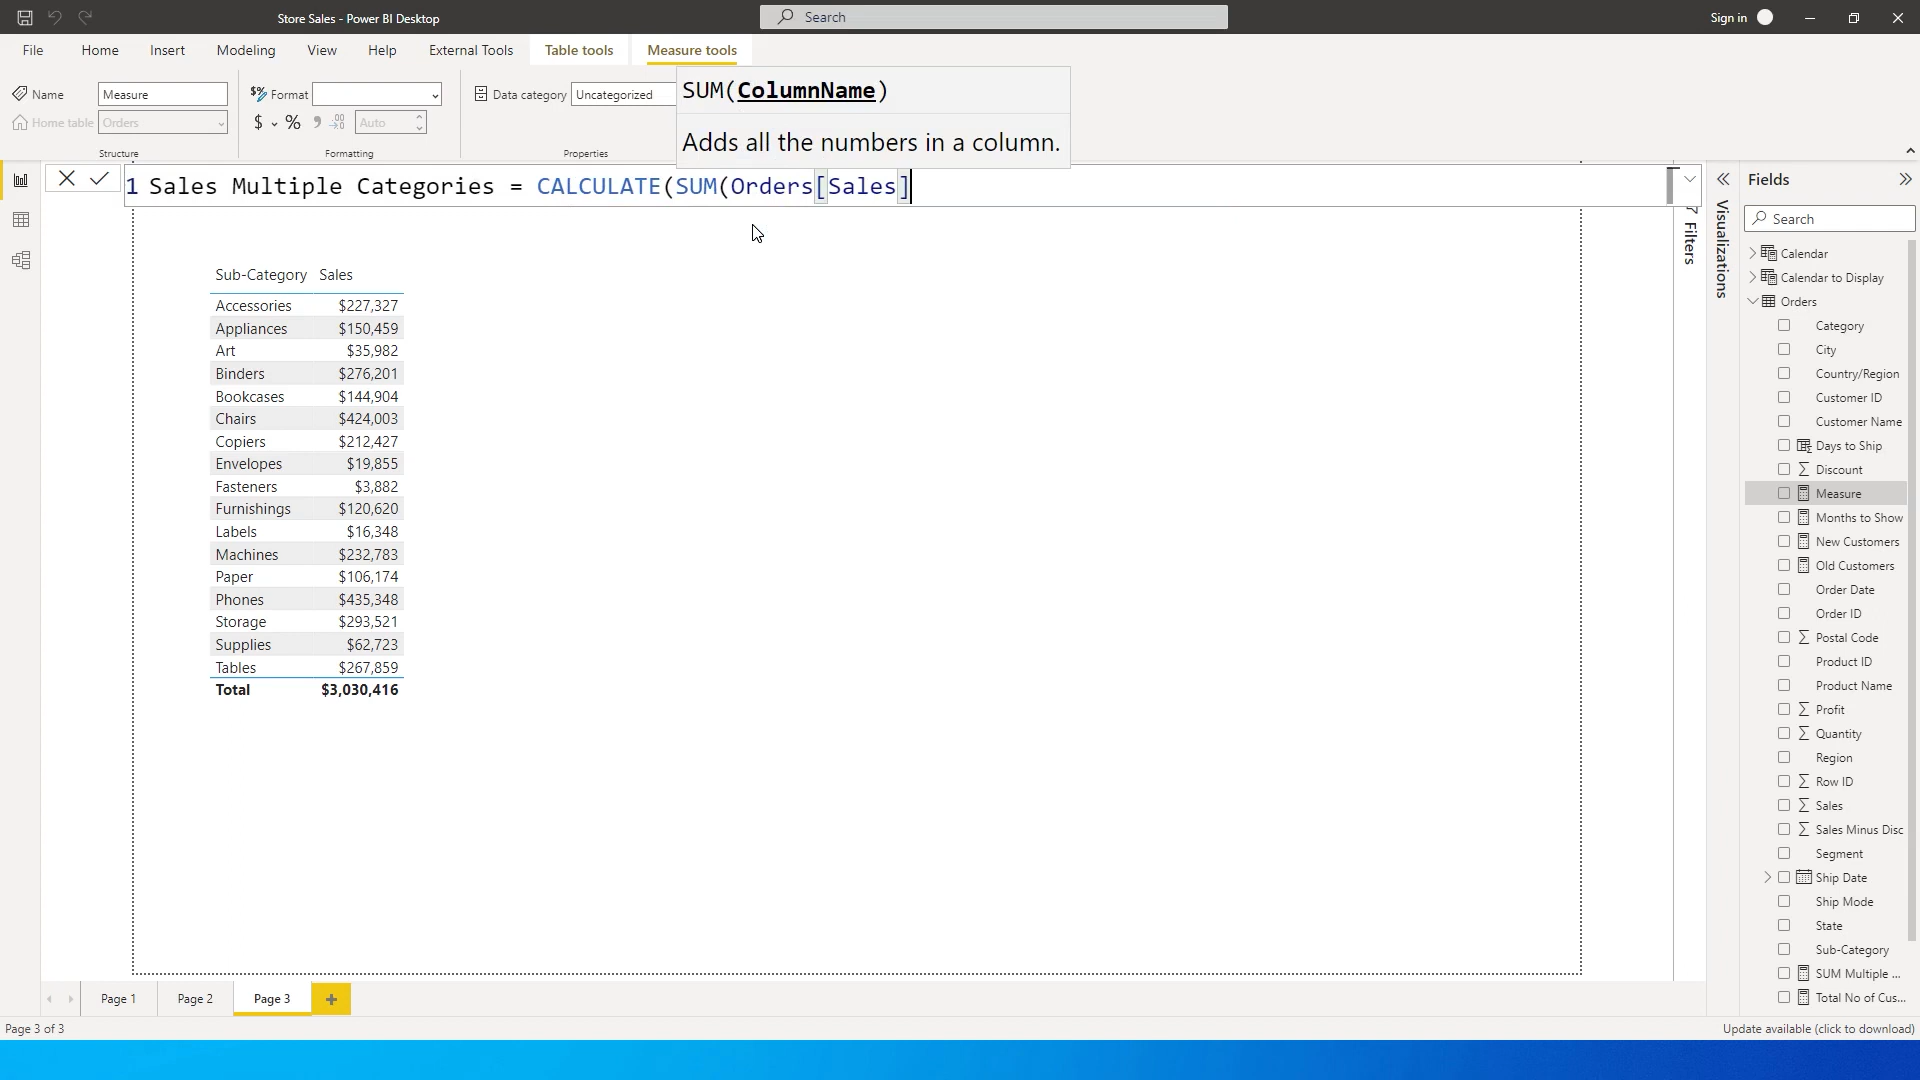 Store Sales - Power BI Desktop
Search
Sign in
File Home Insert Modeling View Help External Tools Table tools Measure tools
Name Measure
Home table Orders
Structure
Format
$ % 9 Auto
Formatting
Data category Uncategorized
Properties
SUM(ColumnName)
Adds all the numbers in a column.
1 Sales Multiple Categories = CALCULATE(SUM(Orders[Sales]
Sub-Category Sales
Accessories $227,327
Appliances $150,459
Art $35,982
Binders $276,201
Bookcases $144,904
Chairs $424,003
Copiers $212,427
Envelopes $19,855
Fasteners $3,882
Furnishings $120,620
Labels $16,348
Machines $232,783
Paper $106,174
Phones $435,348
Storage $293,521
Supplies $62,723
Tables $267,859
Total $3,030,416
Filters
Visualizations
Fields
Search
Calendar
Calendar to Display
Orders
Category
City
Country/Region
Customer ID
Customer Name
Days to Ship
Discount
Measure
Months to Show
New Customers
Old Customers
Order Date
Order ID
Postal Code
Product ID
Product Name
Profit
Quantity
Region
Row ID
Sales
Sales Minus Disc
Segment
Ship Date
Ship Mode
State
Sub-Category
SUM Multiple ...
Total No of Cus...
Page 1 Page 2 Page 3
Page 3 of 3
Update available (click to download)